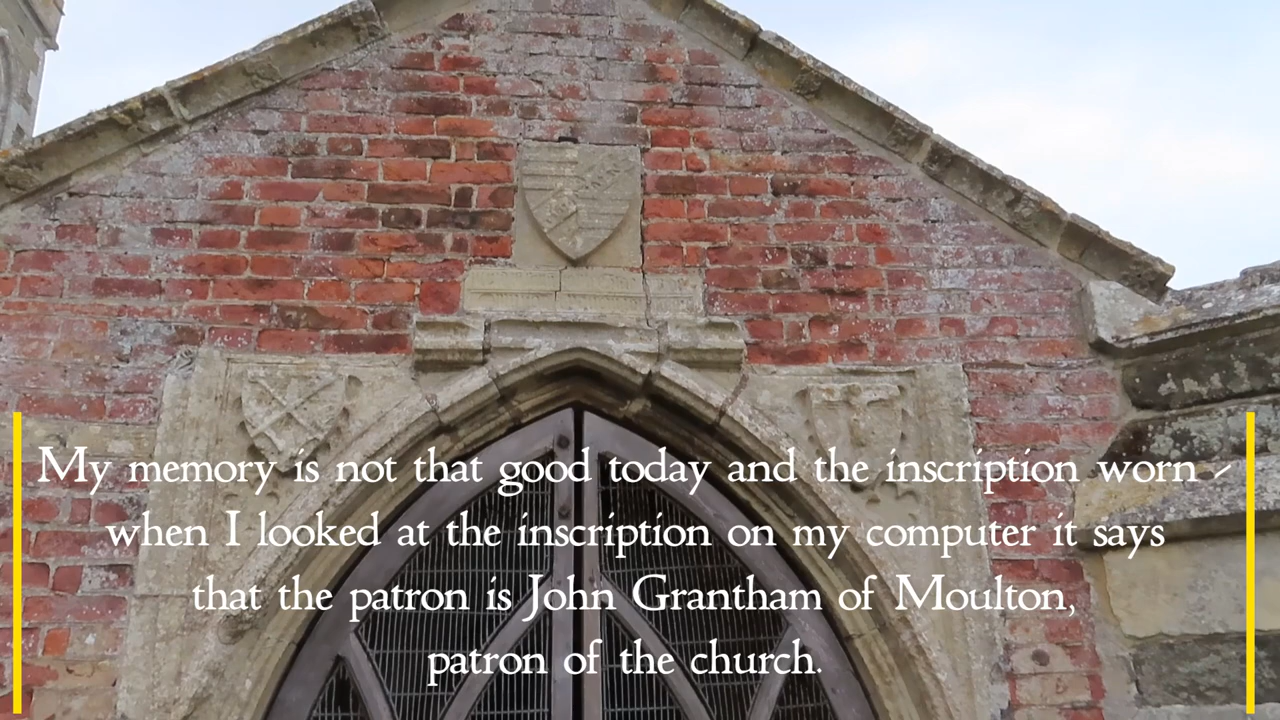 My memory is not that good today and the inscription worn -
when I looked at the inscription on my computer it says
that the patron is John Grantham of Moulton,
patron of the church.